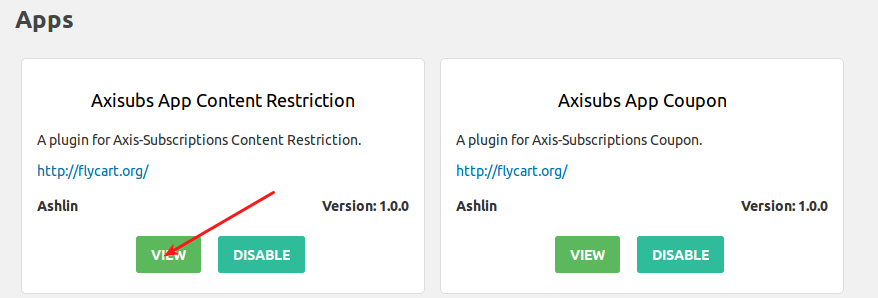 Apps
Axisubs App Content Restriction
A plugin for Axis-Subscriptions Content Restriction.
http://flycart.org/
Ashlin Version: 1.0.0
VIEW DISABLE
Axisubs App Coupon
A plugin for Axis-Subscriptions Coupon.
http://flycart.org/
Ashlin Version: 1.0.0
VIEW DISABLE